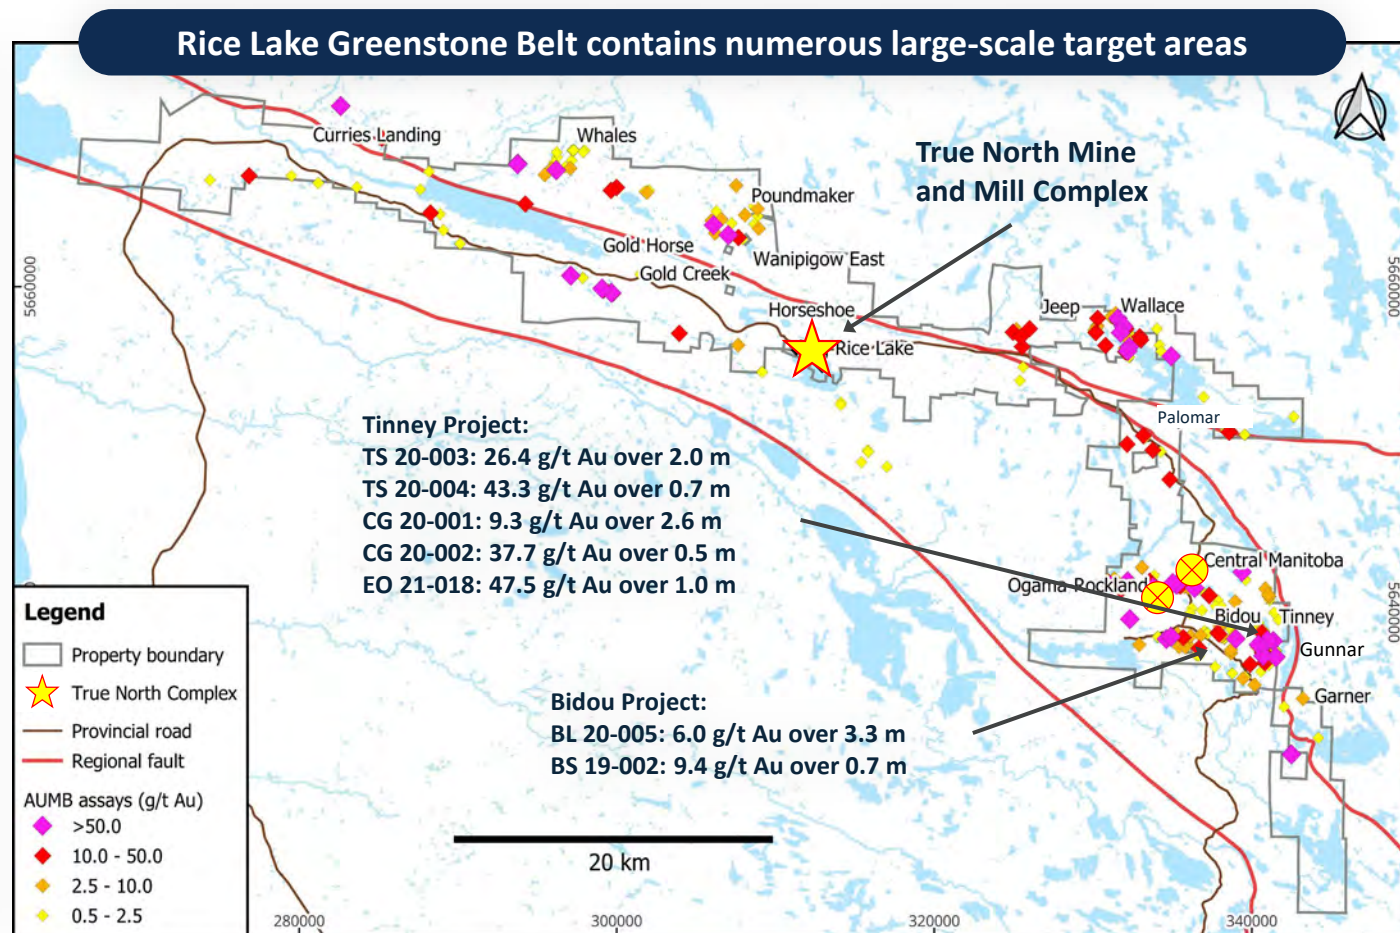 Rice Lake Greenstone Belt contains numerous large-scale target areas
Curries Landing
Whales
True North Mine
and Mill Complex
Poundmaker
Gold Horse
Wanipigow East
Gold Creek
5660000
5660000
Horseshoe
Jeep
Wallace
Rice Lake
Palomar
Tinney Project:
TS 20-003: 26.4 g/t Au over 2.0 m
TS 20-004: 43.3 g/t Au over 0.7 m
CG 20-001: 9.3 g/t Au over 2.6 m
CG 20-002: 37.7 g/t Au over 0.5 m
EO 21-018: 47.5 g/t Au over 1.0 m
Central Manitoba
Ogama-Rockland
Bidou
Tinney
5640000
Gunnar
Garner
Bidou Project:
BL 20-005: 6.0 g/t Au over 3.3 m
BS 19-002: 9.4 g/t Au over 0.7 m
Legend
Property boundary
True North Complex
Provincial road
Regional fault
AUMB assays (g/t Au)
>50.0
10.0 - 50.0
2.5 - 10.0
0.5 - 2.5
20 km
280000
300000
320000
340000